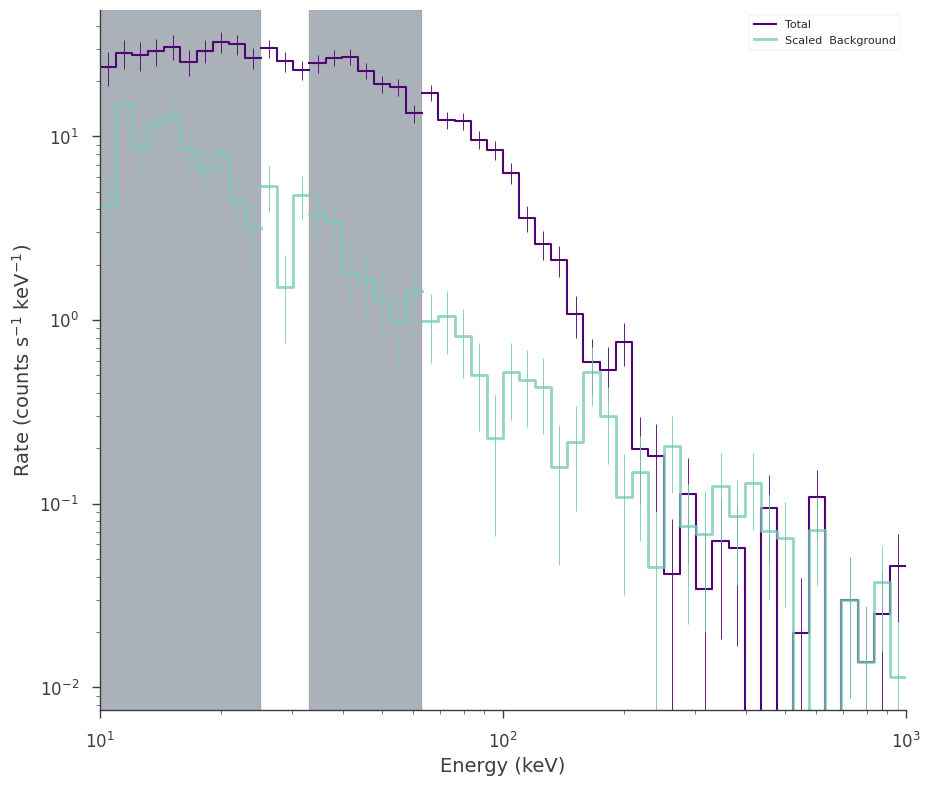 Total
Scaled  Background
Rate (counts s⁻¹ keV⁻¹)
10¹
10⁰
10⁻¹
10⁻²
10¹
10²
10³
Energy (keV)